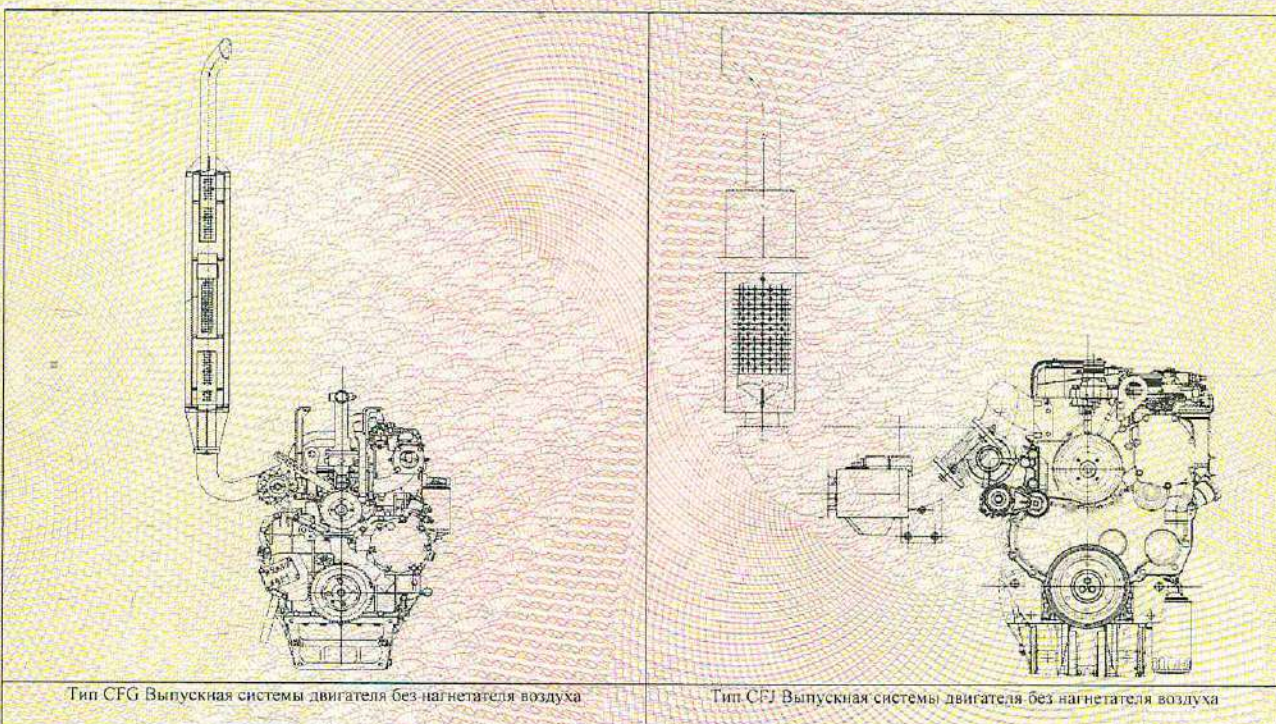 Тип CFG Выпускная системы двигателя без нагнетателя воздуха
Тип CFJ Выпускная системы двигателя без нагнетателя воздуха